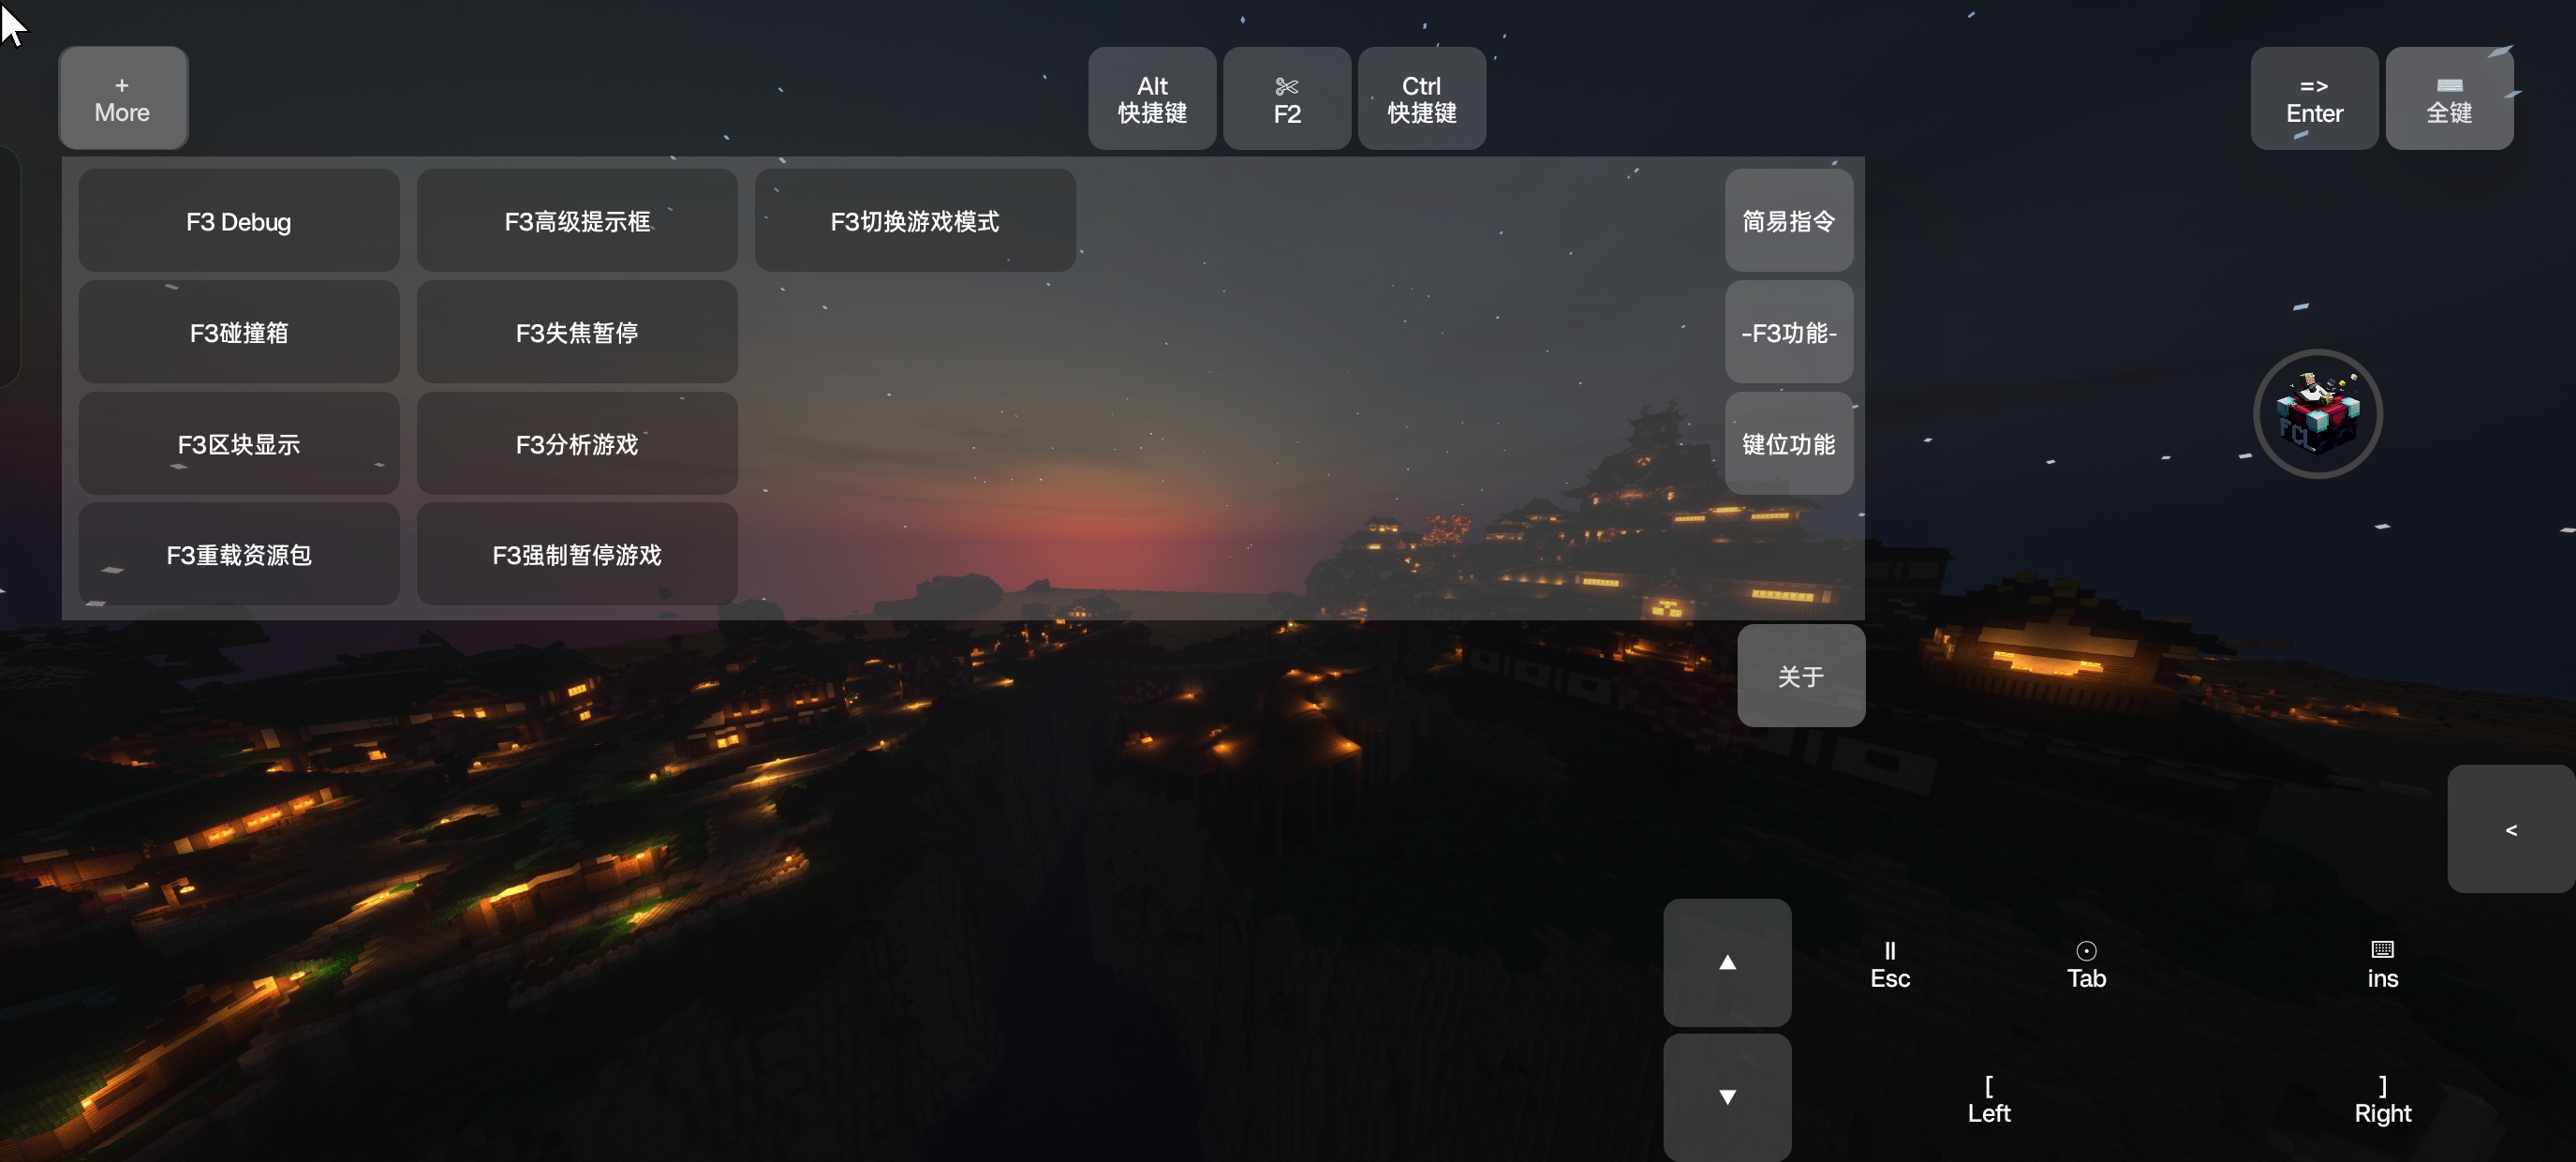 +
More
Alt
快捷键
F2
Ctrl
快捷键
=>
Enter
全键
F3 Debug
F3高级提示框
F3切换游戏模式
简易指令
F3碰撞箱
F3失焦暂停
-F3功能-
F3区块显示
F3分析游戏
键位功能
FCL
F3重载资源包
F3强制暂停游戏
关于
<
▲
Esc
Tab
ins
▼
[
Left
]
Right